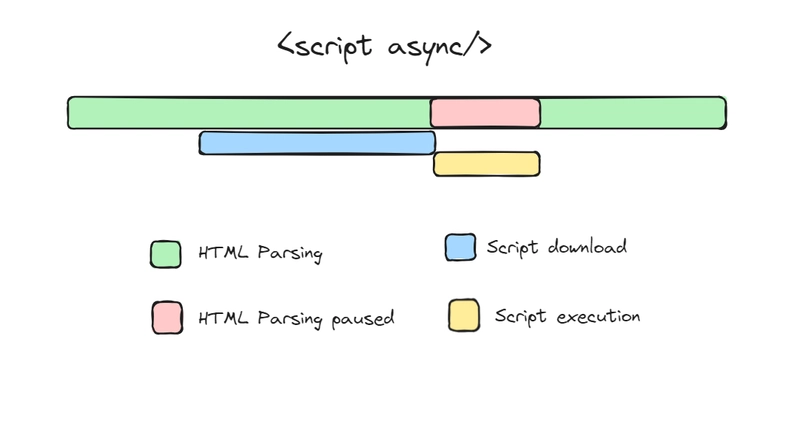 <script async/>
HTML Parsing
Script download
HTML Parsing paused
Script execution